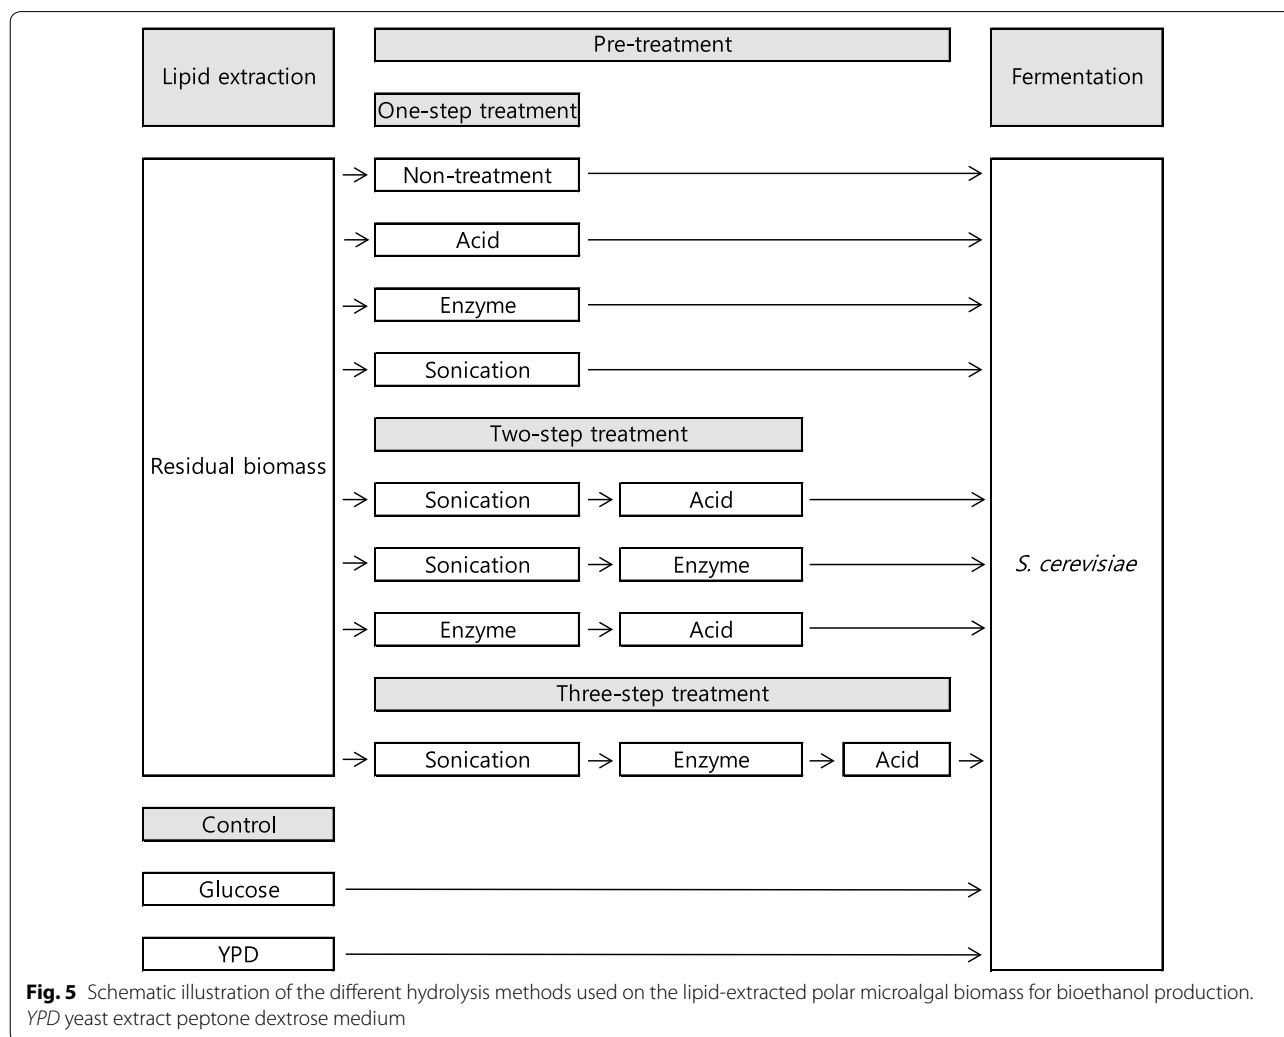 Lipid extraction
Pre-treatment
Fermentation
One-step treatment
Non-treatment
Acid
Enzyme
Sonication
Two-step treatment
Residual biomass
Sonication Acid
Sonication Enzyme
S. cerevisiae
Enzyme Acid
Three-step treatment
Sonication Enzyme Acid
Control
Glucose
YPD
Fig. 5 Schematic illustration of the different hydrolysis methods used on the lipid-extracted polar microalgal biomass for bioethanol production.
YPD yeast extract peptone dextrose medium